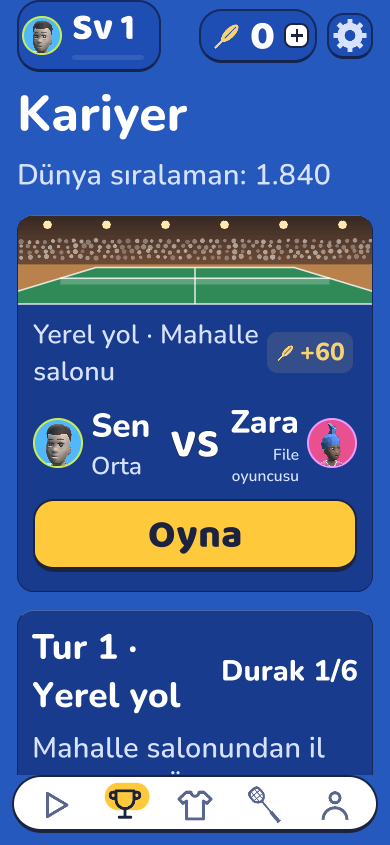 Sv 1
0
Kariyer
Dünya sıralaman: 1.840
Yerel yol · Mahalle
salonu
+60
Sen
Orta
VS
Zara
File
oyuncusu
Oyna
Tur 1 ·
Yerel yol
Durak 1/6
Mahalle salonundan il